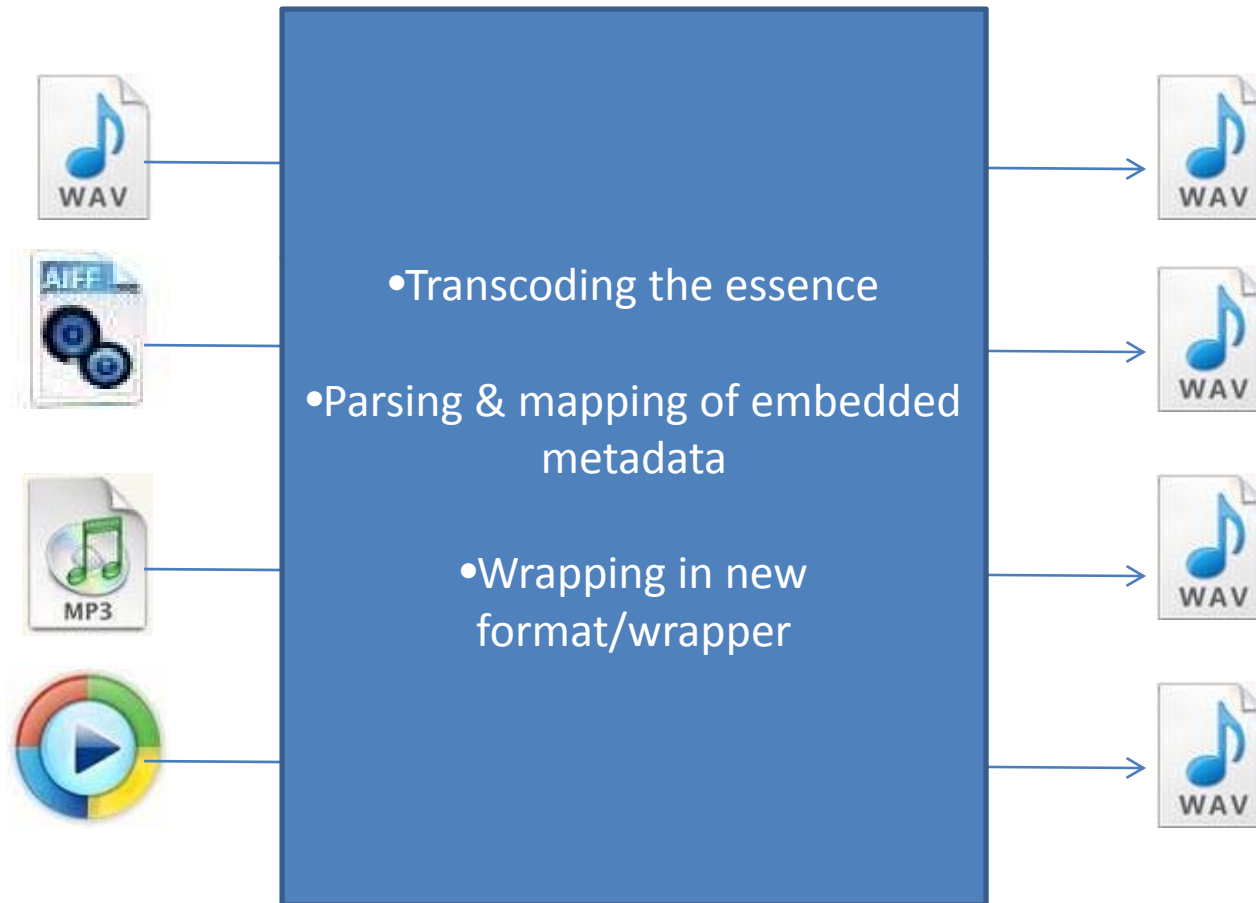 WAV
AIFF
MP3
•Transcoding the essence
•Parsing & mapping of embedded
metadata
•Wrapping in new
format/wrapper
WAV
WAV
WAV
WAV